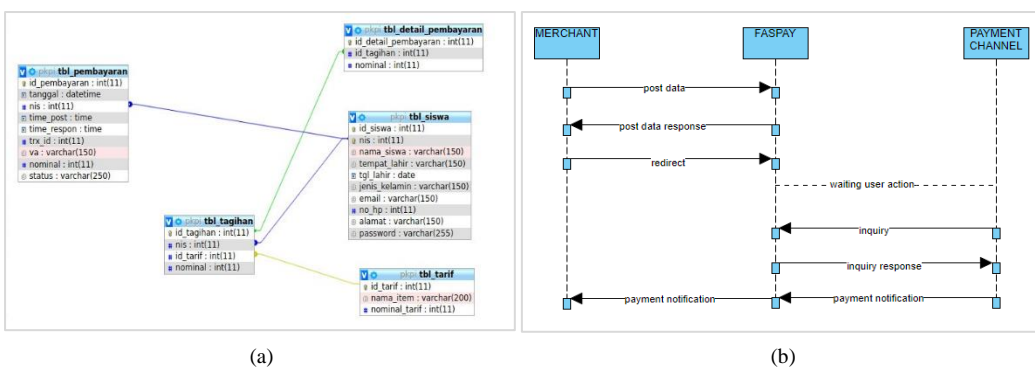 pkpi tbl_detail_pembayaran
id_detail_pembayaran : int(11)
id_tagihan : int(11)
nominal : int(11)
pkpi tbl_pembayaran
id_pembayaran : int(11)
tanggal : datetime
nis : int(11)
time_post : time
time_respon : time
trx_id : int(11)
va : varchar(150)
nominal : int(11)
status : varchar(250)
pkpi tbl_siswa
id_siswa : int(11)
nis : int(11)
nama_siswa : varchar(150)
tempat_lahir : varchar(150)
tgl_lahir : date
jenis_kelamin : varchar(150)
email : varchar(150)
no_hp : int(11)
alamat : varchar(150)
password : varchar(255)
pkpi tbl_tagihan
id_tagihan : int(11)
nis : int(11)
id_tarif : int(11)
nominal : int(11)
pkpi tbl_tarif
id_tarif : int(11)
nama_item : varchar(200)
nominal_tarif : int(11)
(a)
MERCHANT
FASPAY
PAYMENT
CHANNEL
post data
post data response
redirect
waiting user action
inquiry
inquiry response
payment notification
payment notification
(b)